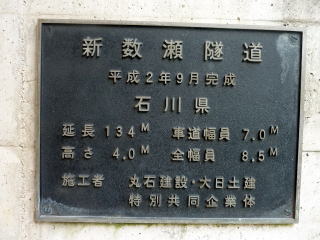 新数瀬隧道
平成2年9月完成
石川県
延長 134M 車道幅員 7.0M
高さ 4.0M 全幅員 8.5M
施工者 丸石建設・大日土建
特別共同企業体